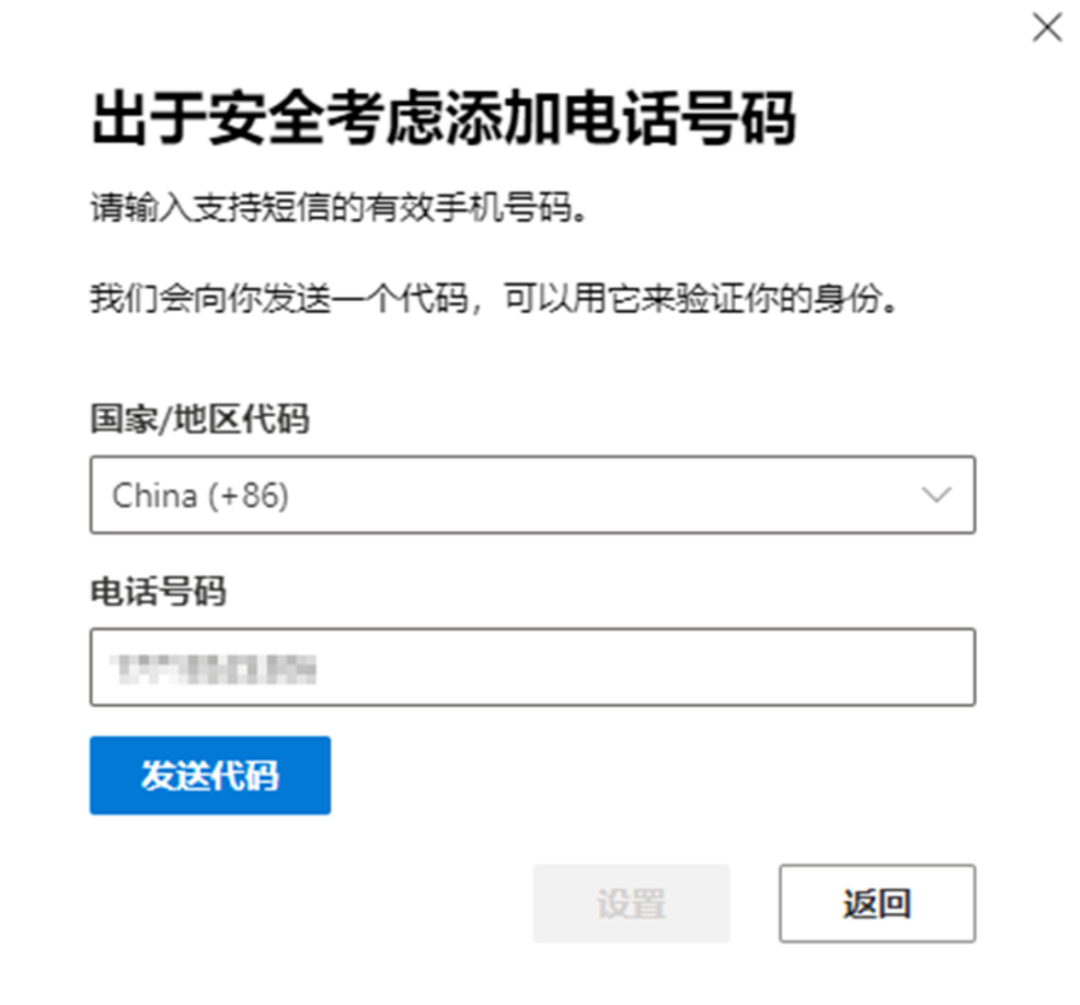 出于安全考虑添加电话号码
请输入支持短信的有效手机号码。
我们会向你发送一个代码，可以用它来验证你的身份。
国家/地区代码
China (+86)
电话号码
发送代码
设置
返回